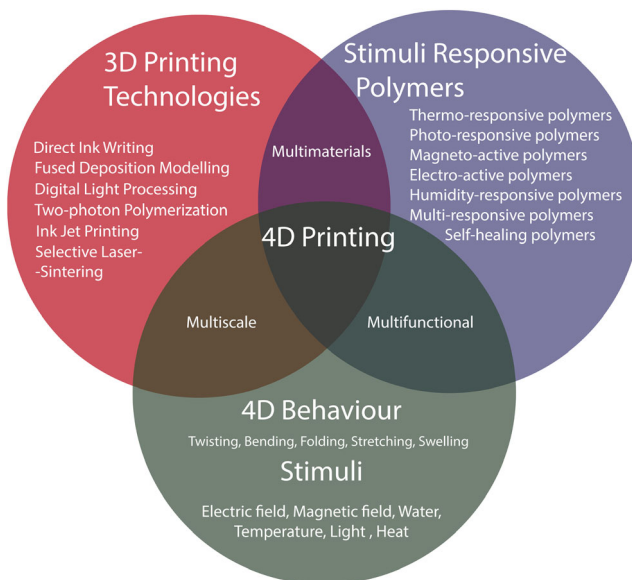 3D Printing
Technologies
Direct Ink Writing
Fused Deposition Modelling
Digital Light Processing
Two-photon Polymerization
Ink Jet Printing
Selective Laser-
-Sintering
Stimuli Responsive
Polymers
Thermo-responsive polymers
Photo-responsive polymers
Magneto-active polymers
Electro-active polymers
Humidity-responsive polymers
Multi-responsive polymers
Self-healing polymers
Multimaterials
4D Printing
Multiscale
Multifunctional
4D Behaviour
Twisting, Bending, Folding, Stretching, Swelling
Stimuli
Electric field, Magnetic field, Water,
Temperature, Light , Heat